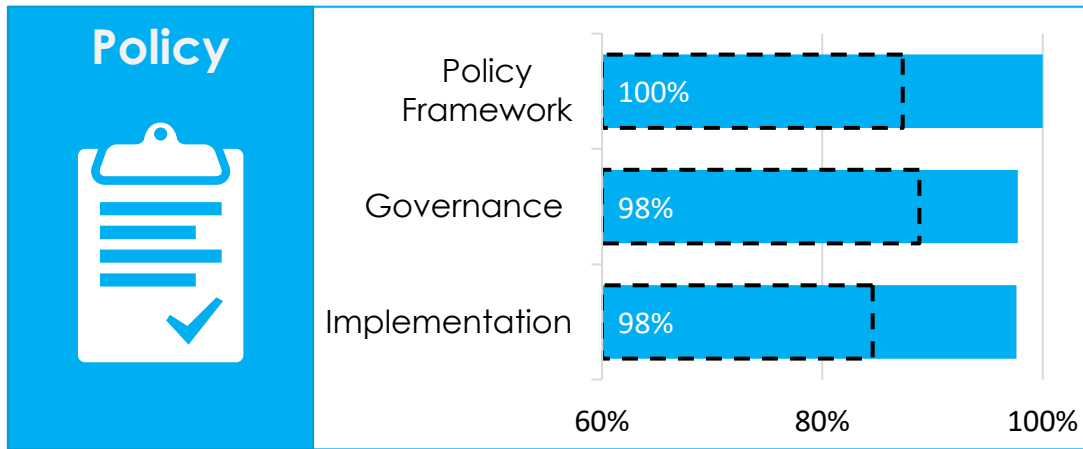 Policy
Policy
Framework
100%
Governance
98%
Implementation
98%
60%
80%
100%